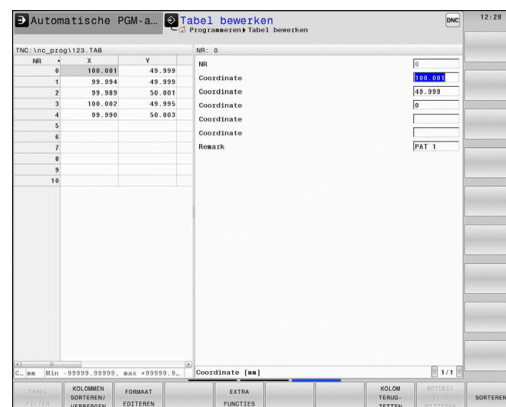 Automatische PGM-a…
Tabel bewerken
Programmeren Tabel bewerken
DNC
12:28
TNC:\nc_prog\123.TAB
NR X Y
0 100.001 49.999
1 99.994 49.999
2 99.989 50.001
3 100.002 49.995
4 99.990 50.003
5
6
7
8
9
10
NR: 0
NR 0
Coordinate 100.001
Coordinate 49.999
Coordinate 0
Coordinate
Coordinate
Remark PAT 1
C… mm Min -99999.99999, max +99999.9…
Coordinate [mm] 1/1
KOLOMMEN SORTEREN/ VERBERGEN
FORMAAT EDITEREN
EXTRA FUNCTIES
KOLOM TERUG- ZETTEN
SORTEREN